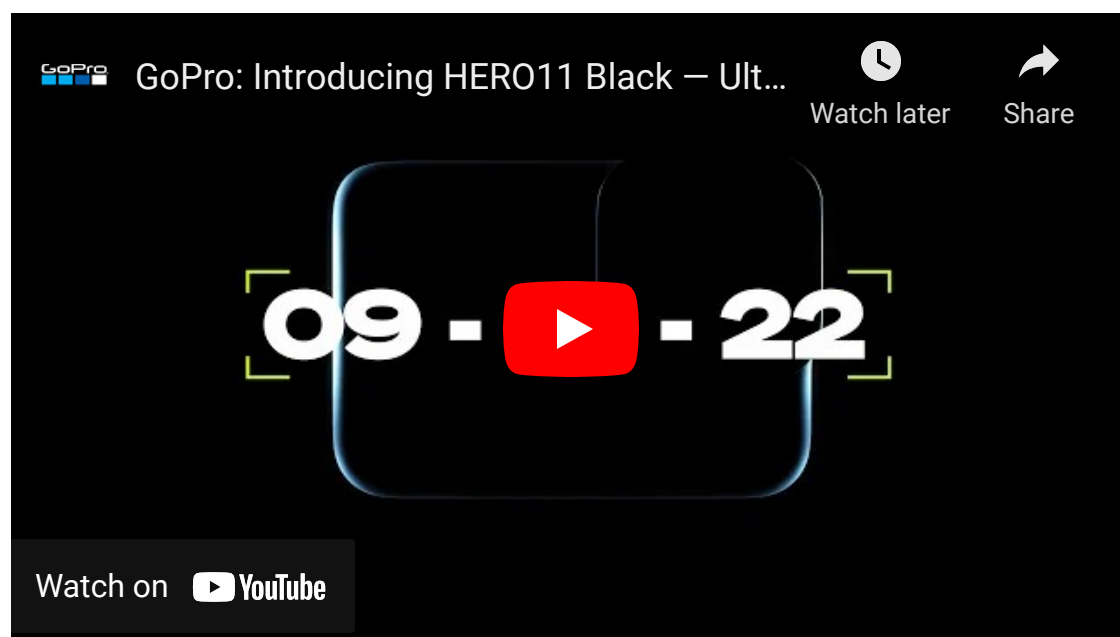 GoPro
GoPro: Introducing HERO11 Black — Ult...
Watch later
Share
09 - - 22
Watch on YouTube